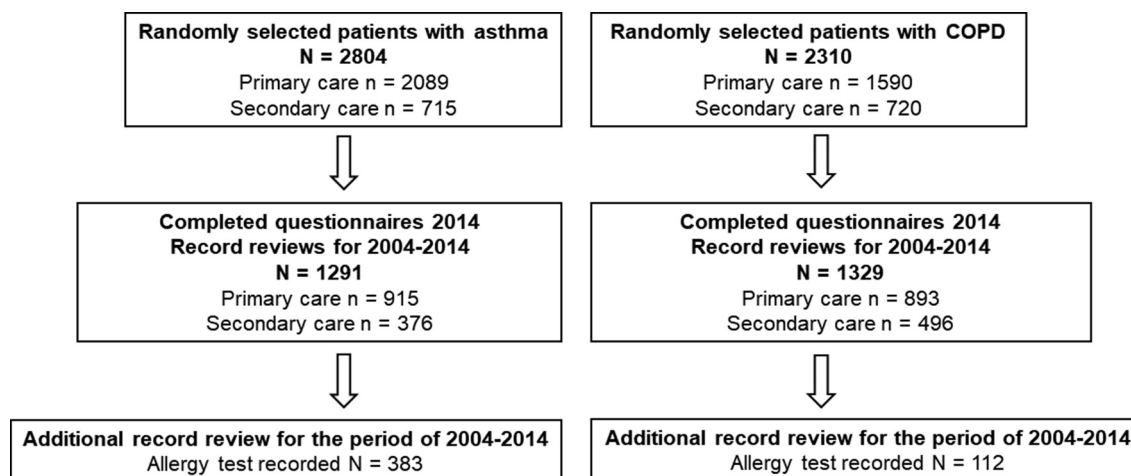 Randomly selected patients with asthma
N = 2804
Primary care n = 2089
Secondary care n = 715
Randomly selected patients with COPD
N = 2310
Primary care n = 1590
Secondary care n = 720
Completed questionnaires 2014
Record reviews for 2004-2014
N = 1291
Primary care n = 915
Secondary care n = 376
Completed questionnaires 2014
Record reviews for 2004-2014
N = 1329
Primary care n = 893
Secondary care n = 496
Additional record review for the period of 2004-2014
Allergy test recorded N = 383
Additional record review for the period of 2004-2014
Allergy test recorded N = 112